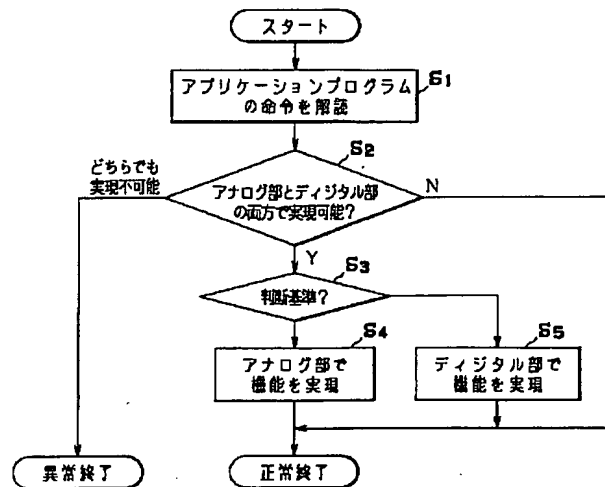 スタート
アプリケーションプログラム
の命令を解読
S1
S2
どちらでも
実現不可能
アナログ部とディジタル部
の両方で実現可能?
N
Y
S3
判断基準?
S4
アナログ部で
機能を実現
S5
ディジタル部で
機能を実現
異常終了
正常終了